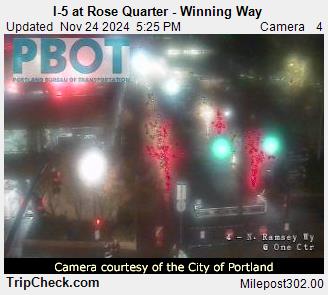 I-5 at Rose Quarter - Winning Way
Updated Nov 24 2024 5:25 PM Camera 4
PBOT
PORTLAND BUREAU OF TRANSPORTATION
4 - N. Ramsey Wy
@ One Ctr
Camera courtesy of the City of Portland
TripCheck.com Milepost302.00